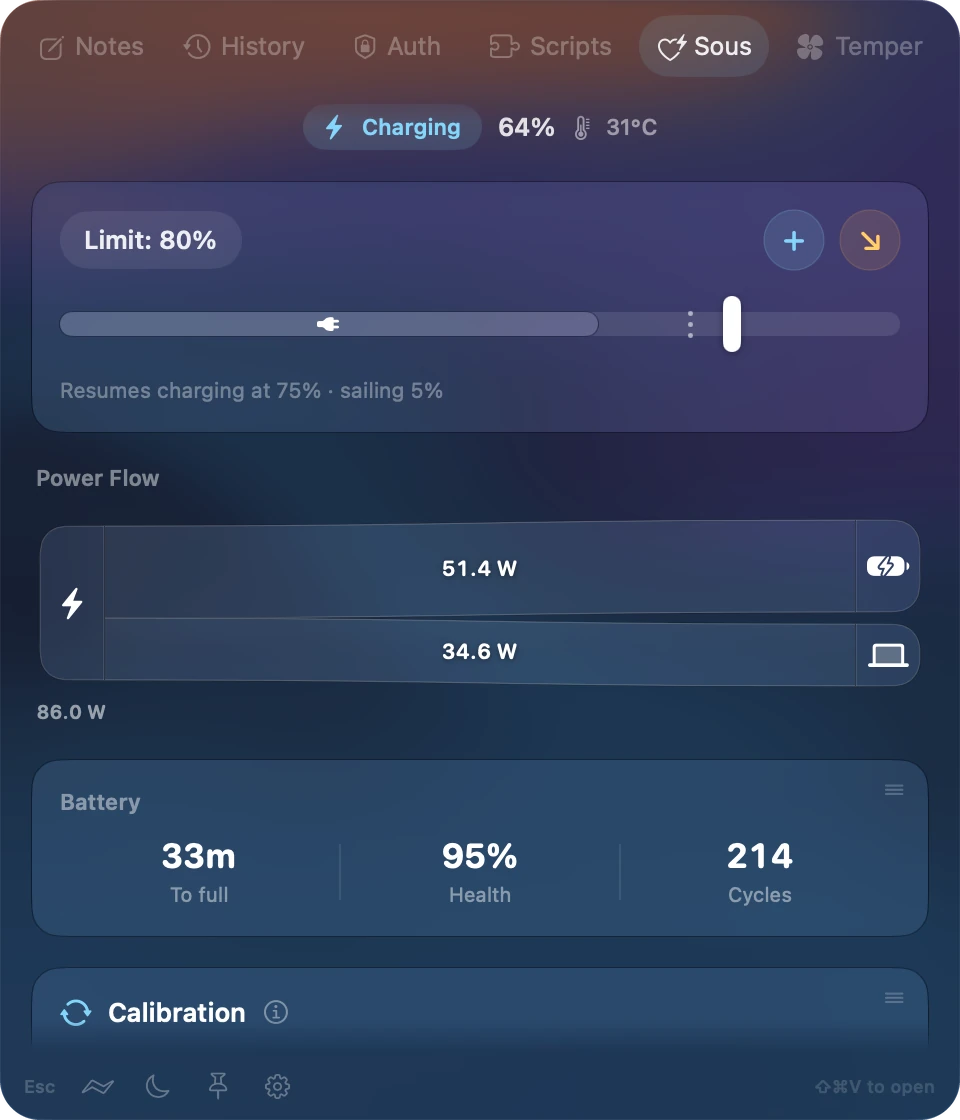 Notes History Auth Scripts Sous Temper
Charging 64% 31°C
Limit: 80%
Resumes charging at 75% · sailing 5%
Power Flow
51.4 W
34.6 W
86.0 W
Battery
33m 95% 214
To full Health Cycles
Calibration
Esc ⇧⌘V to open